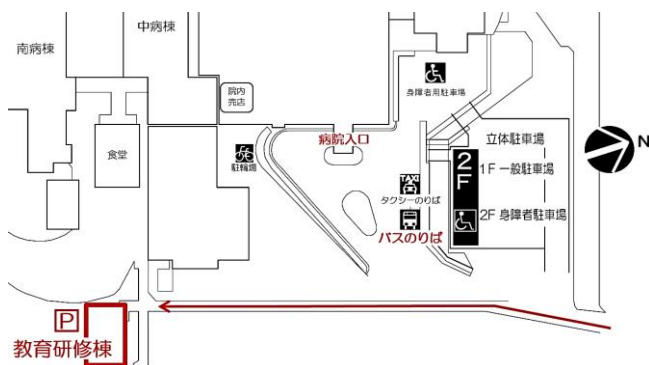 中病棟
南病棟
院内
売店
身障者用駐車場
病院入口
立体駐車場
N
食堂
駐輪場
2F
1F 一般駐車場
TAXI
タクシーのりば
2F 身障者駐車場
バスのりば
P
教育研修棟